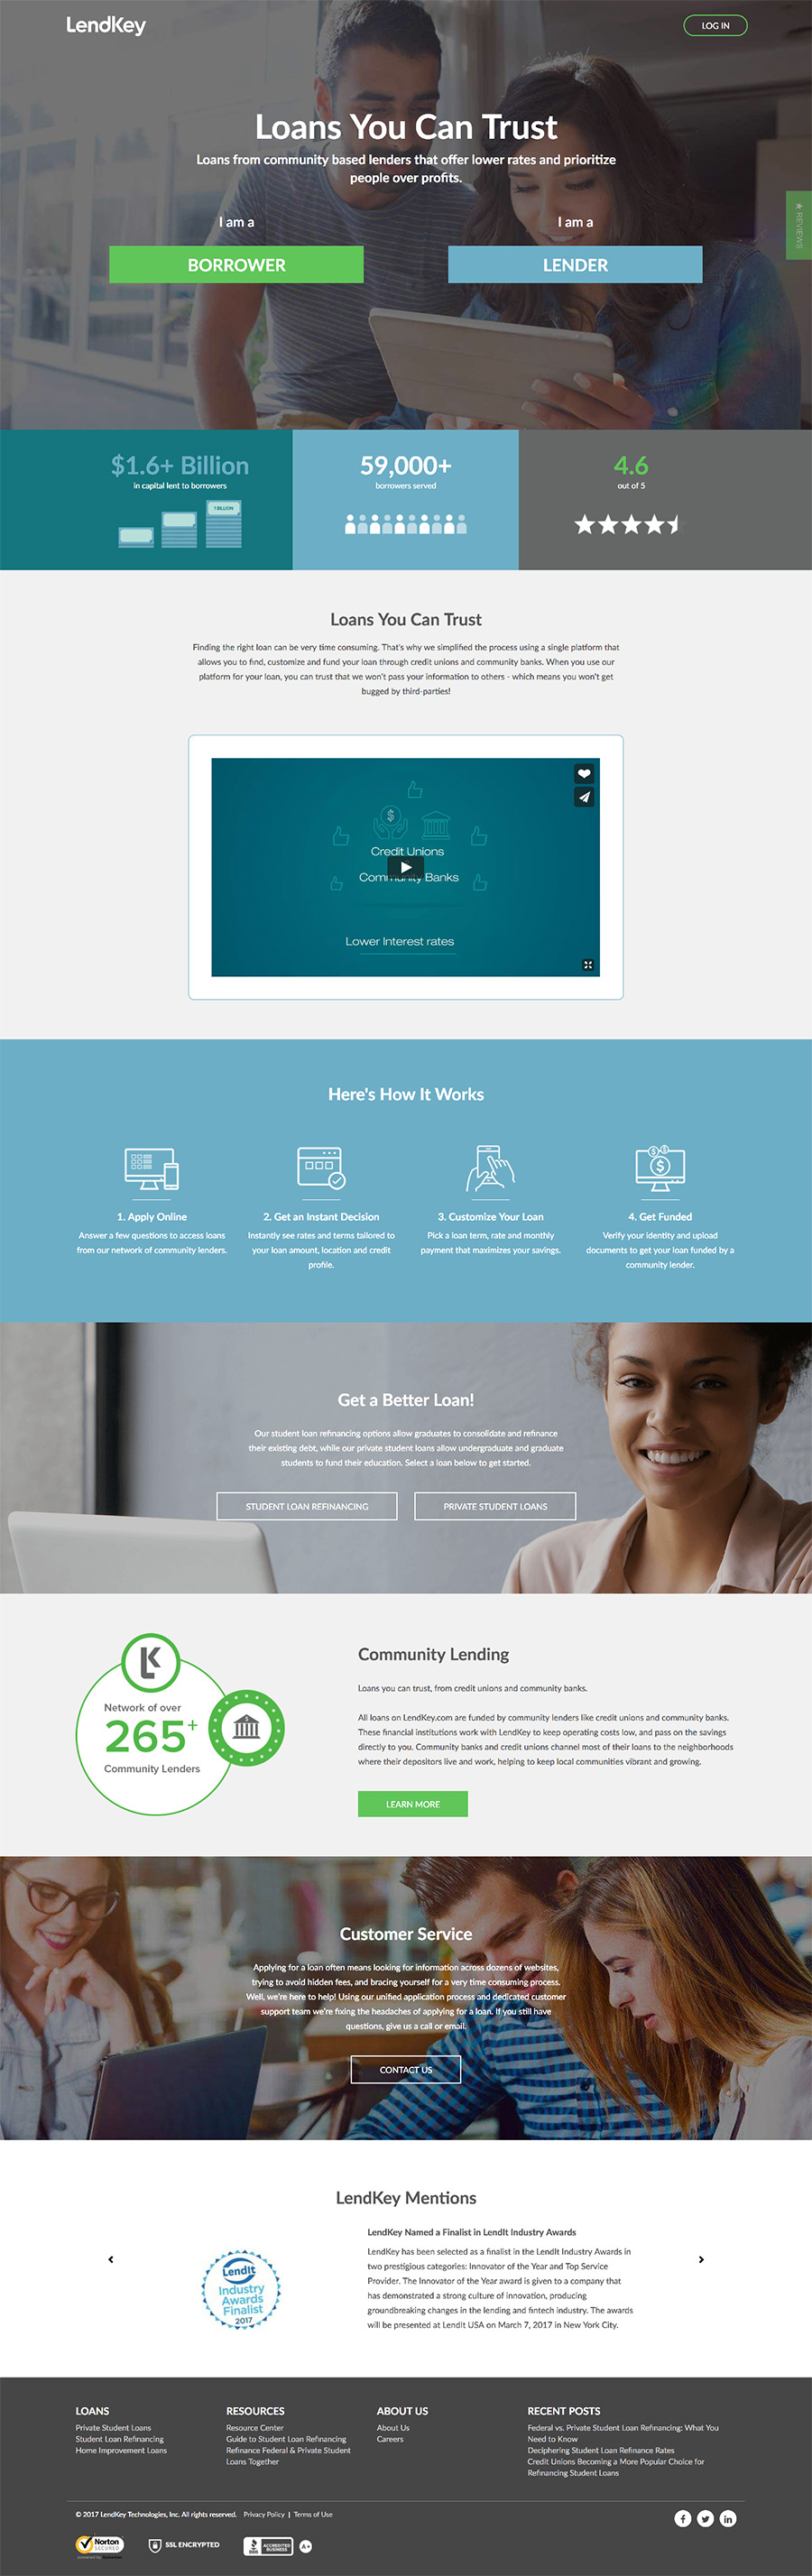 LendKey
LOG IN
Loans You Can Trust
Loans from community based lenders that offer lower rates and prioritize
people over profits.
I am a
BORROWER
I am a
LENDER
★ REVIEWS
$1.6+ Billion
in capital lent to borrowers
1 BILLION
59,000+
borrowers served
4.6
out of 5
Loans You Can Trust
Finding the right loan can be very time consuming. That's why we simplified the process using a single platform that
allows you to find, customize and fund your loan through credit unions and community banks. When you use our
platform for your loan, you can trust that we won't pass your information to others - which means you won't get
bugged by third-parties!
Credit Unions
Community Banks
Lower Interest rates
Here's How It Works
1. Apply Online
Answer a few questions to access loans
from our network of community lenders.
2. Get an Instant Decision
Instantly see rates and terms tailored to
your loan amount, location and credit
profile.
3. Customize Your Loan
Pick a loan term, rate and monthly
payment that maximizes your savings.
4. Get Funded
Verify your identity and upload
documents to get your loan funded by a
community lender.
Get a Better Loan!
Our student loan refinancing options allow graduates to consolidate and refinance
their existing debt, while our private student loans allow undergraduate and graduate
students to fund their education. Select a loan below to get started.
STUDENT LOAN REFINANCING
PRIVATE STUDENT LOANS
LK
Network of over
265+
Community Lenders
Community Lending
Loans you can trust, from credit unions and community banks.
All loans on LendKey.com are funded by community lenders like credit unions and community banks.
These financial institutions work with LendKey to keep operating costs low, and pass on the savings
directly to you. Community banks and credit unions channel most of their loans to the neighborhoods
where their depositors live and work, helping to keep local communities vibrant and growing.
LEARN MORE
Customer Service
Applying for a loan often means looking for information across dozens of websites,
trying to avoid hidden fees, and bracing yourself for a very time consuming process.
Well, we're here to help! Using our unified application process and dedicated customer
support team we're fixing the headaches of applying for a loan. If you still have
questions, give us a call or email.
CONTACT US
LendKey Mentions
LendIt
Industry
Awards
Finalist
2017
LendKey Named a Finalist in LendIt Industry Awards
LendKey has been selected as a finalist in the LendIt Industry Awards in
two prestigious categories: Innovator of the Year and Top Service
Provider. The Innovator of the Year award is given to a company that
has demonstrated a strong culture of innovation, producing
groundbreaking changes in the lending and fintech industry. The awards
will be presented at LendIt USA on March 7, 2017 in New York City.
LOANS
Private Student Loans
Student Loan Refinancing
Home Improvement Loans
RESOURCES
Resource Center
Guide to Student Loan Refinancing
Refinance Federal & Private Student
Loans Together
ABOUT US
About Us
Careers
RECENT POSTS
Federal vs. Private Student Loan Refinancing: What You
Need to Know
Deciphering Student Loan Refinance Rates
Credit Unions Becoming a More Popular Choice for
Refinancing Student Loans
© 2017 LendKey Technologies, Inc. All rights reserved. Privacy Policy | Terms of Use
Norton
SECURED
powered by Symantec
SSL ENCRYPTED
BBB
ACCREDITED
BUSINESS
A+